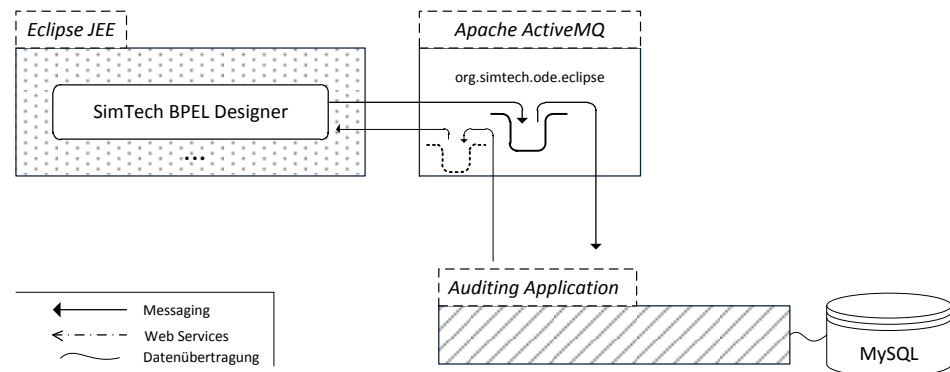 Eclipse JEE
Apache ActiveMQ
org.simtech.ode.eclipse
SimTech BPEL Designer
...
Auditing Application
Messaging
Web Services
Datenübertragung
MySQL